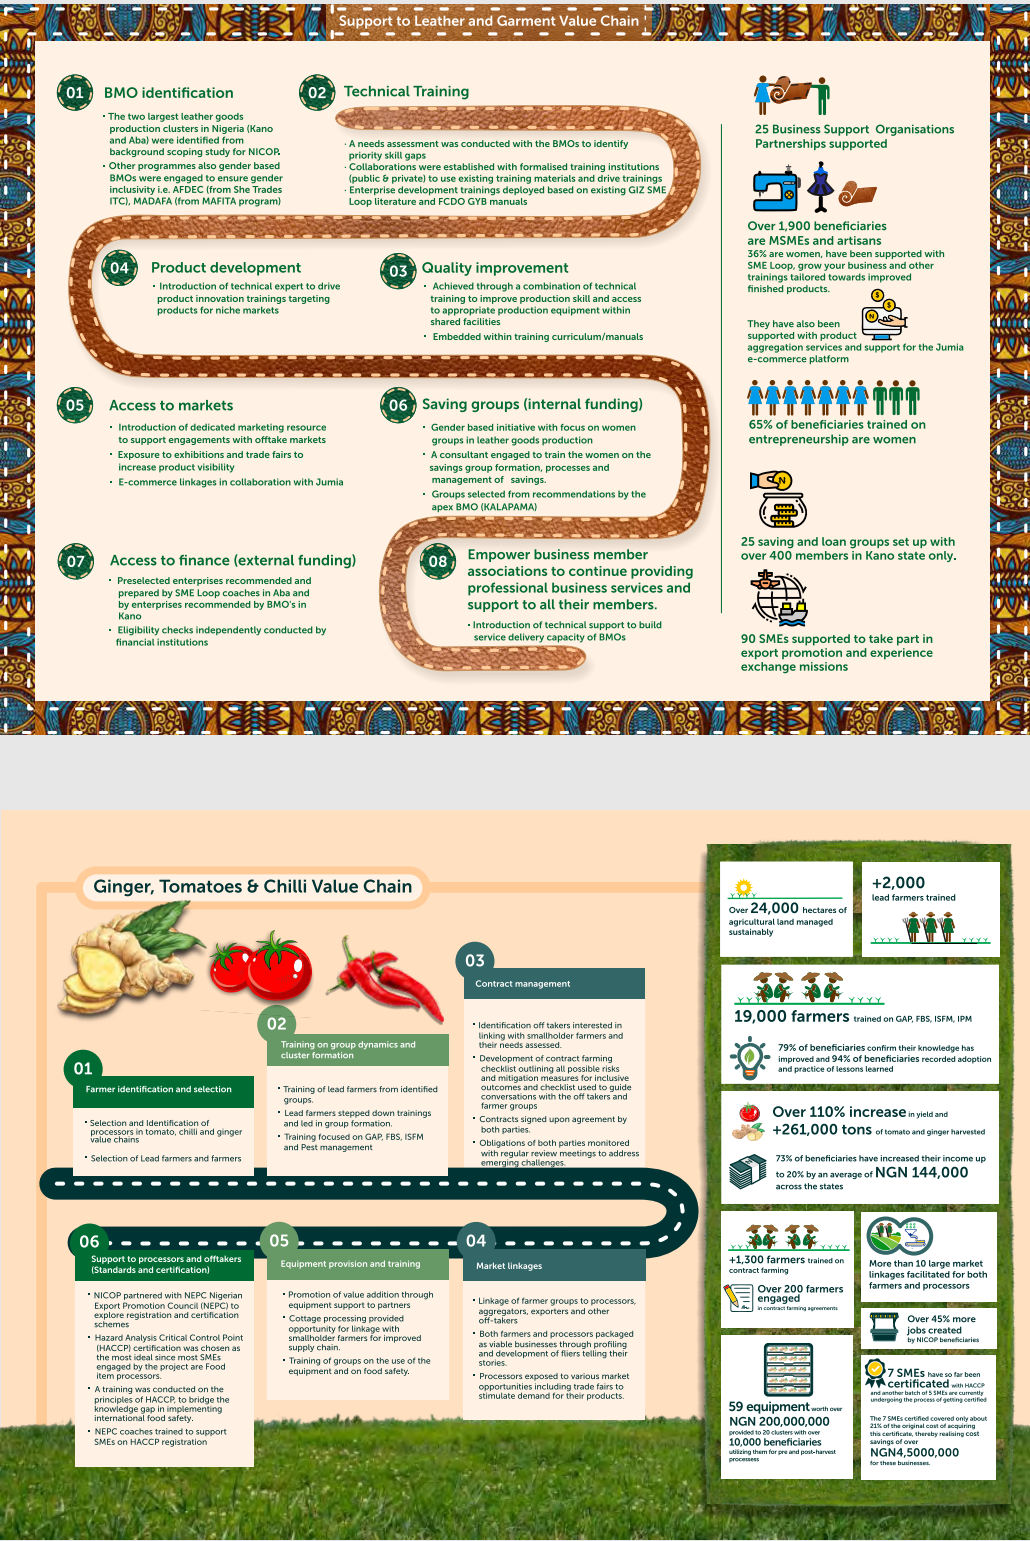 Support to Leather and Garment Value Chain
01
BMO identification
• The two largest leather goods
production clusters in Nigeria (Kano
and Aba) were identified from
background scoping study for NICOP.
• Other programmes also gender based
BMOs were engaged to ensure gender
inclusivity i.e. AFDEC (from She Trades
ITC), MADAFA (from MAFITA program)
02
Technical Training
· A needs assessment was conducted with the BMOs to identify
priority skill gaps
· Collaborations were established with formalised training institutions
(public & private) to use existing training materials and drive trainings
· Enterprise development trainings deployed based on existing GIZ SME
Loop literature and FCDO GYB manuals
04
Product development
• Introduction of technical expert to drive
product innovation trainings targeting
products for niche markets
03
Quality improvement
• Achieved through a combination of technical
training to improve production skill and access
to appropriate production equipment within
shared facilities
• Embedded within training curriculum/manuals
05
Access to markets
• Introduction of dedicated marketing resource
to support engagements with offtake markets
• Exposure to exhibitions and trade fairs to
increase product visibility
• E-commerce linkages in collaboration with Jumia
06
Saving groups (internal funding)
• Gender based initiative with focus on women
groups in leather goods production
• A consultant engaged to train the women on the
savings group formation, processes and
management of savings.
• Groups selected from recommendations by the
apex BMO (KALAPAMA)
07
Access to finance (external funding)
• Preselected enterprises recommended and
prepared by SME Loop coaches in Aba and
by enterprises recommended by BMO's in
Kano
• Eligibility checks independently conducted by
financial institutions
08
Empower business member
associations to continue providing
professional business services and
support to all their members.
• Introduction of technical support to build
service delivery capacity of BMOs
25 Business Support Organisations
Partnerships supported
Over 1,900 beneficiaries
are MSMEs and artisans
36% are women, have been supported with
SME Loop, grow your business and other
trainings tailored towards improved
finished products.
$
$
N
They have also been
supported with product
aggregation services and support for the Jumia
e-commerce platform
65% of beneficiaries trained on
entrepreneurship are women
N
25 saving and loan groups set up with
over 400 members in Kano state only.
90 SMEs supported to take part in
export promotion and experience
exchange missions
Ginger, Tomatoes & Chilli Value Chain
01
Farmer identification and selection
• Selection and Identification of
processors in tomato, chilli and ginger
value chains
• Selection of Lead farmers and farmers
02
Training on group dynamics and
cluster formation
• Training of lead farmers from identified
groups.
• Lead farmers stepped down trainings
and led in group formation.
• Training focused on GAP, FBS, ISFM
and Pest management
03
Contract management
• Identification off takers interested in
linking with smallholder farmers and
their needs assessed.
• Development of contract farming
checklist outlining all possible risks
and mitigation measures for inclusive
outcomes and checklist used to guide
conversations with the off takers and
farmer groups
• Contracts signed upon agreement by
both parties.
• Obligations of both parties monitored
with regular review meetings to address
emerging challenges.
06
Support to processors and offtakers
(Standards and certification)
• NICOP partnered with NEPC Nigerian
Export Promotion Council (NEPC) to
explore registration and certification
schemes
• Hazard Analysis Critical Control Point
(HACCP) certification was chosen as
the most ideal since most SMEs
engaged by the project are Food
item processors.
• A training was conducted on the
principles of HACCP, to bridge the
knowledge gap in implementing
international food safety.
• NEPC coaches trained to support
SMEs on HACCP registration
05
Equipment provision and training
• Promotion of value addition through
equipment support to partners
• Cottage processing provided
opportunity for linkage with
smallholder farmers for improved
supply chain.
• Training of groups on the use of the
equipment and on food safety.
04
Market linkages
• Linkage of farmer groups to processors,
aggregators, exporters and other
off-takers
• Both farmers and processors packaged
as viable businesses through profiling
and development of fliers telling their
stories.
• Processors exposed to various market
opportunities including trade fairs to
stimulate demand for their products.
Over 24,000 hectares of
agricultural land managed
sustainably
+2,000
lead farmers trained
19,000 farmers trained on GAP, FBS, ISFM, IPM
79% of beneficiaries confirm their knowledge has
improved and 94% of beneficiaries recorded adoption
and practice of lessons learned
Over 110% increase in yield and
+261,000 tons of tomato and ginger harvested
73% of beneficiaries have increased their income up
to 20% by an average of NGN 144,000
across the states
+1,300 farmers trained on
contract farming
Over 200 farmers
engaged
in contract farming agreements
More than 10 large market
linkages facilitated for both
farmers and processors
Over 45% more
jobs created
by NICOP beneficiaries
59 equipment worth over
NGN 200,000,000
provided to 20 clusters with over
10,000 beneficiaries
utilizing them for pre and post-harvest
processess
7 SMEs have so far been
certificated with HACCP
and another batch of 5 SMEs are currently
undergoing the process of getting certified
The 7 SMEs certified covered only about
21% of the original cost of acquiring
this certificate, thereby realising cost
savings of over
NGN4,5000,000
for these businesses.